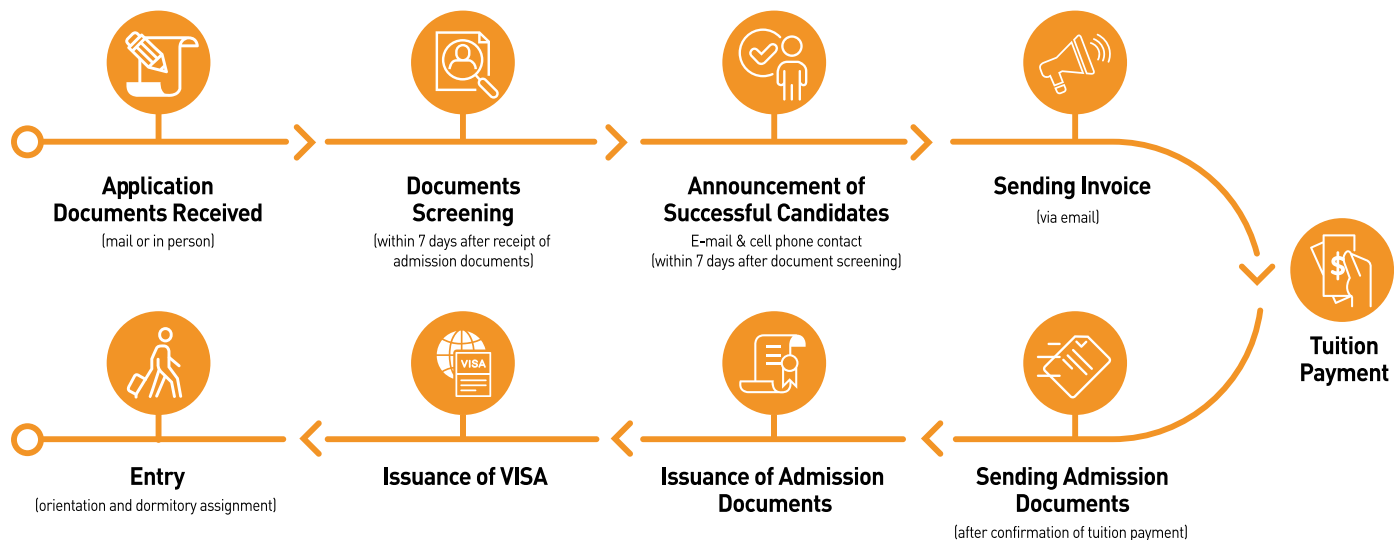 Application
Documents Received
(mail or in person)
Documents
Screening
(within 7 days after receipt of
admission documents)
Announcement of
Successful Candidates
E-mail & cell phone contact
(within 7 days after document screening)
Sending Invoice
(via email)
$
Tuition
Payment
Sending Admission
Documents
(after confirmation of tuition payment)
Issuance of Admission
Documents
VISA
Issuance of VISA
Entry
(orientation and dormitory assignment)